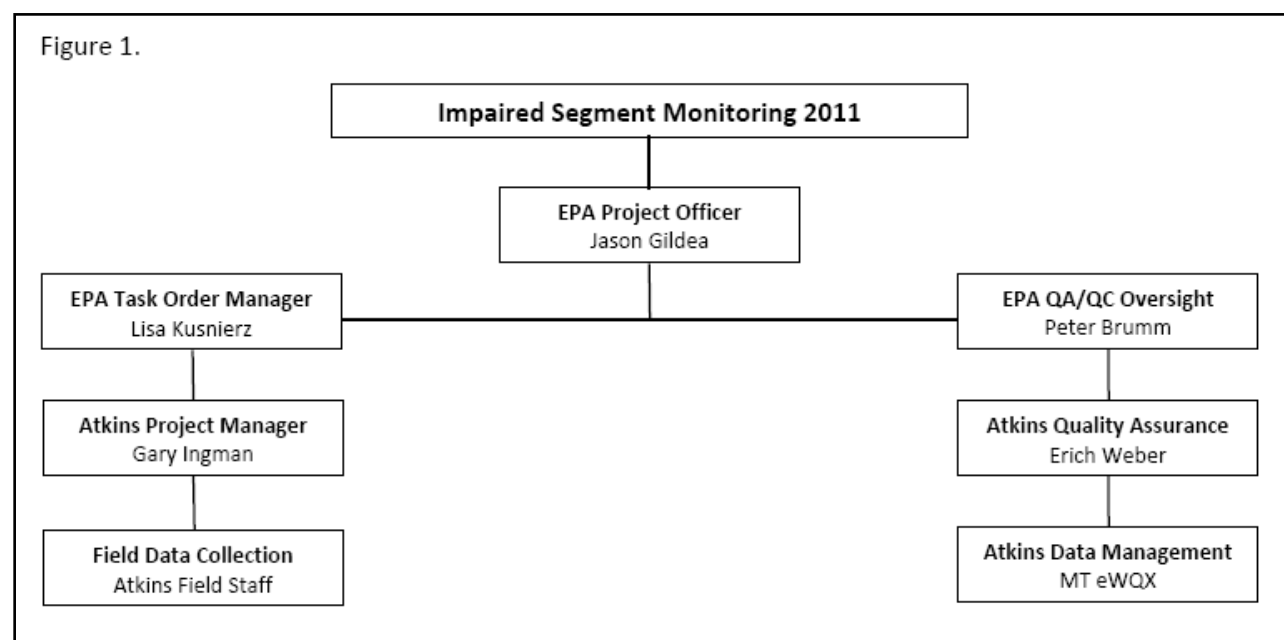 Figure 1.
Impaired Segment Monitoring 2011
EPA Project Officer
Jason Gildea
EPA Task Order Manager
Lisa Kusnierz
EPA QA/QC Oversight
Peter Brumm
Atkins Project Manager
Gary Ingman
Atkins Quality Assurance
Erich Weber
Field Data Collection
Atkins Field Staff
Atkins Data Management
MT eWQX